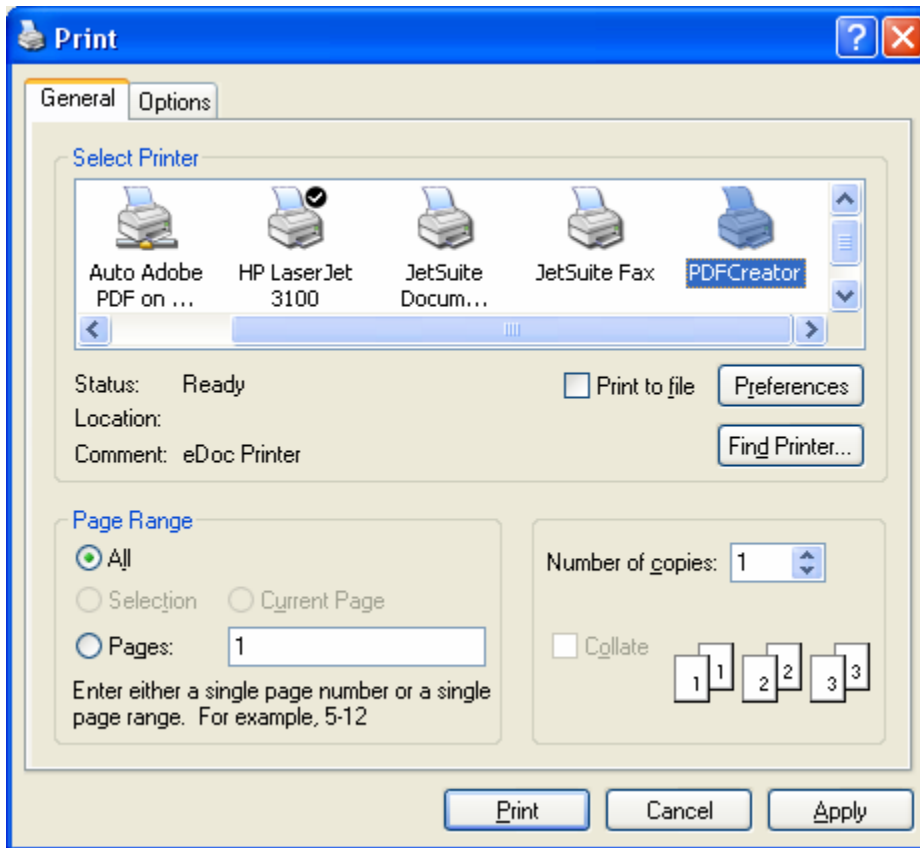 Print
General Options
Select Printer
Auto Adobe PDF on ...
HP LaserJet 3100
JetSuite Docum...
JetSuite Fax
PDFCreator
Status: Ready
Print to file
Preferences
Location:
Comment: eDoc Printer
Find Printer...
Page Range
All
Selection Current Page
Pages: 1
Enter either a single page number or a single
page range. For example, 5-12
Number of copies: 1
Collate
1 1 2 2 3 3
Print Cancel Apply